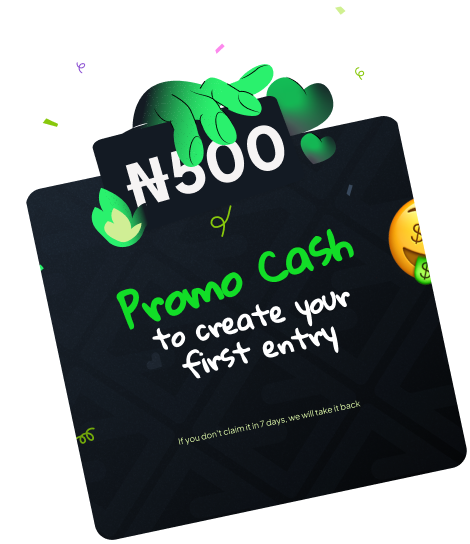 ₦500
Promo Cash
to create your
first entry
If you don't claim it in 7 days, we will take it back